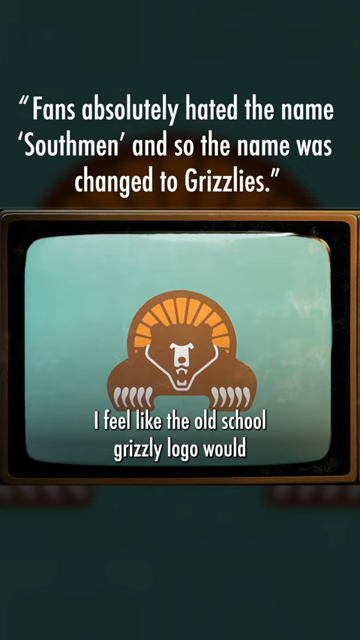 “Fans absolutely hated the name
‘Southmen’ and so the name was
changed to Grizzlies.”
I feel like the old school
grizzly logo would